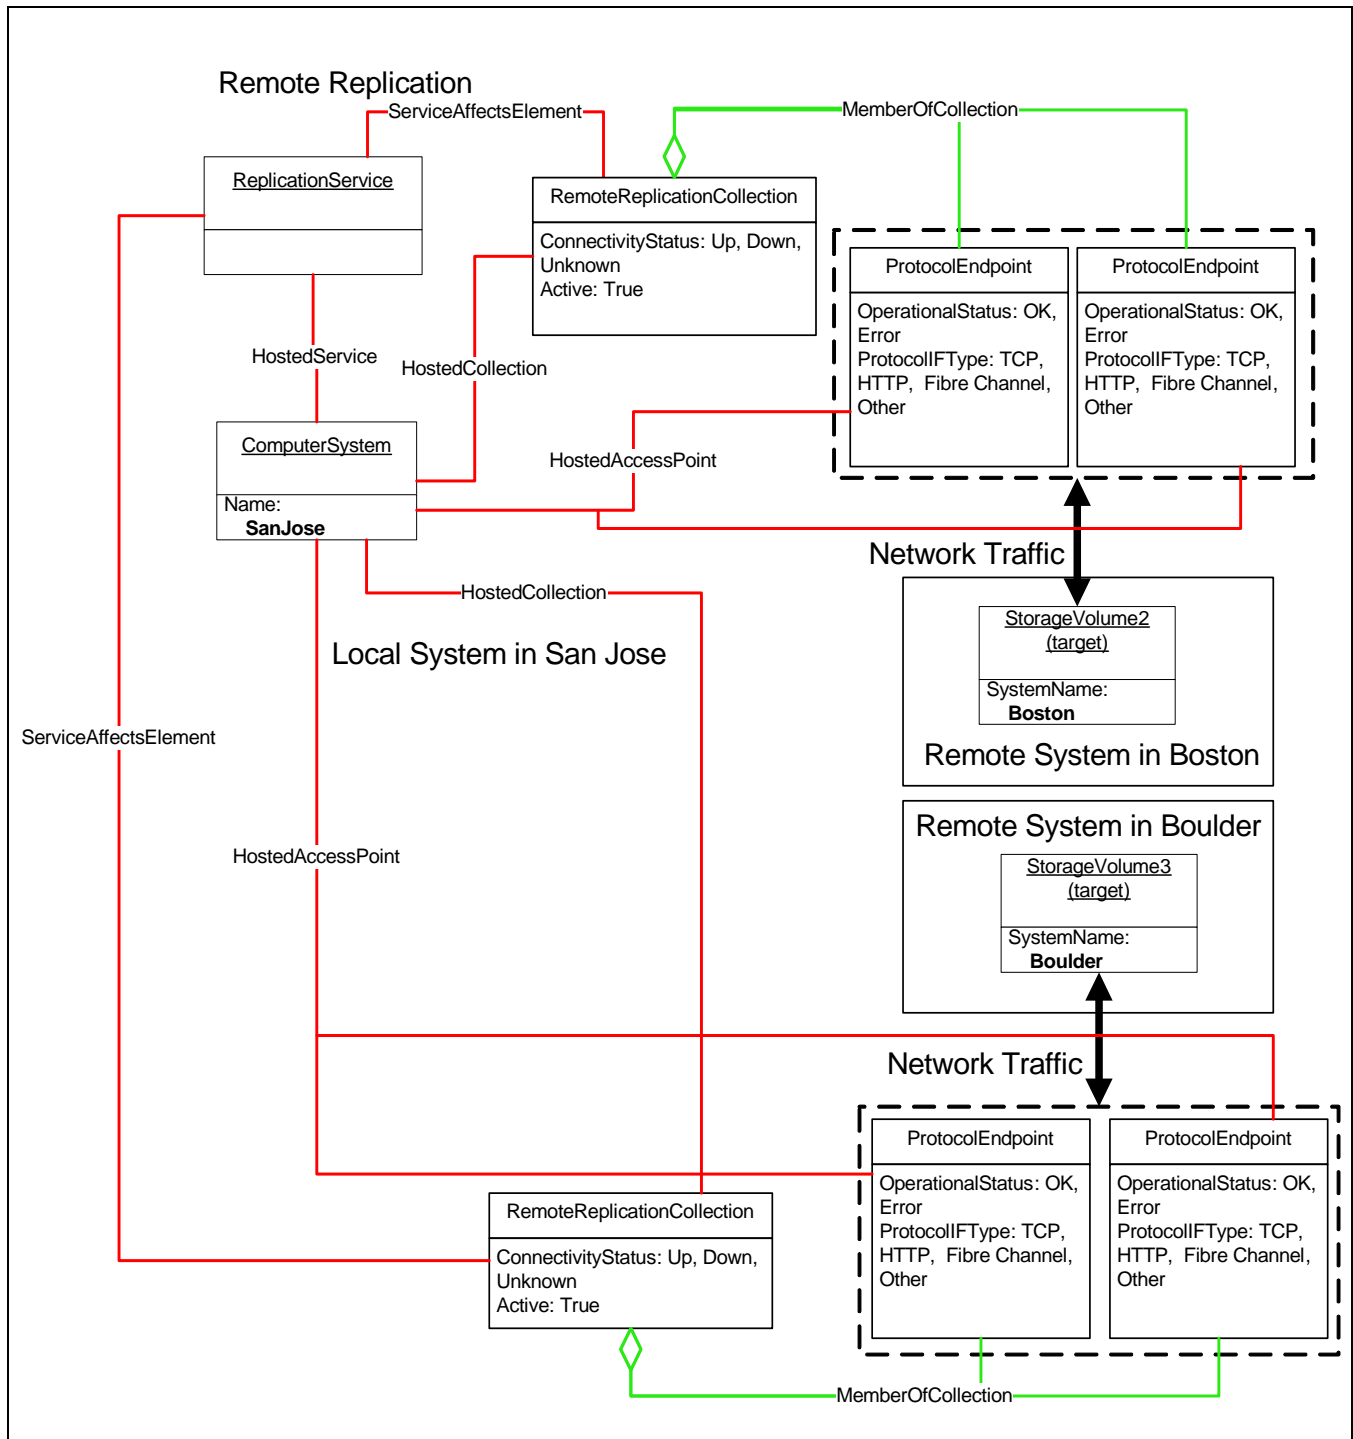 Remote Replication
ServiceAffectsElement
MemberOfCollection
ReplicationService
RemoteReplicationCollection
ConnectivityStatus: Up, Down,
Unknown
Active: True
ProtocolEndpoint
OperationalStatus: OK,
Error
ProtocolIFType: TCP,
HTTP, Fibre Channel,
Other
ProtocolEndpoint
OperationalStatus: OK,
Error
ProtocolIFType: TCP,
HTTP, Fibre Channel,
Other
HostedService
HostedCollection
ComputerSystem
Name:
SanJose
HostedAccessPoint
Network Traffic
HostedCollection
Local System in San Jose
StorageVolume2
(target)
SystemName:
Boston
Remote System in Boston
ServiceAffectsElement
Remote System in Boulder
StorageVolume3
(target)
SystemName:
Boulder
HostedAccessPoint
Network Traffic
ProtocolEndpoint
OperationalStatus: OK,
Error
ProtocolIFType: TCP,
HTTP, Fibre Channel,
Other
ProtocolEndpoint
OperationalStatus: OK,
Error
ProtocolIFType: TCP,
HTTP, Fibre Channel,
Other
RemoteReplicationCollection
ConnectivityStatus: Up, Down,
Unknown
Active: True
MemberOfCollection